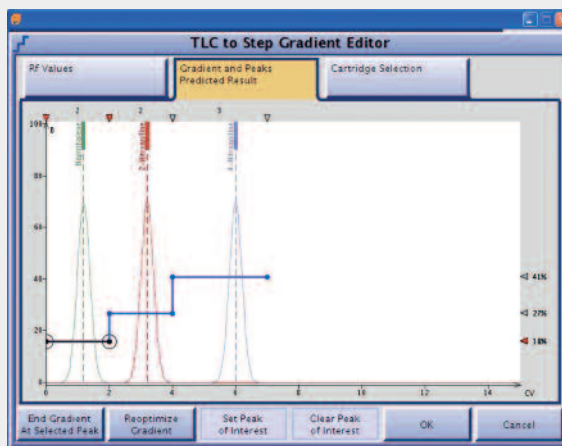 TLC to Step Gradient Editor
Rf Values
Gradient and Peaks
Predicted Result
Cartridge Selection
2 2 3
100
B
80
60
40
20
0
41%
27%
0 2 4 6 8 10 12 14 CV
End Gradient
At Selected Peak
Reoptimize
Gradient
Set Peak
of Interest
Clear Peak
of Interest
OK
Cancel